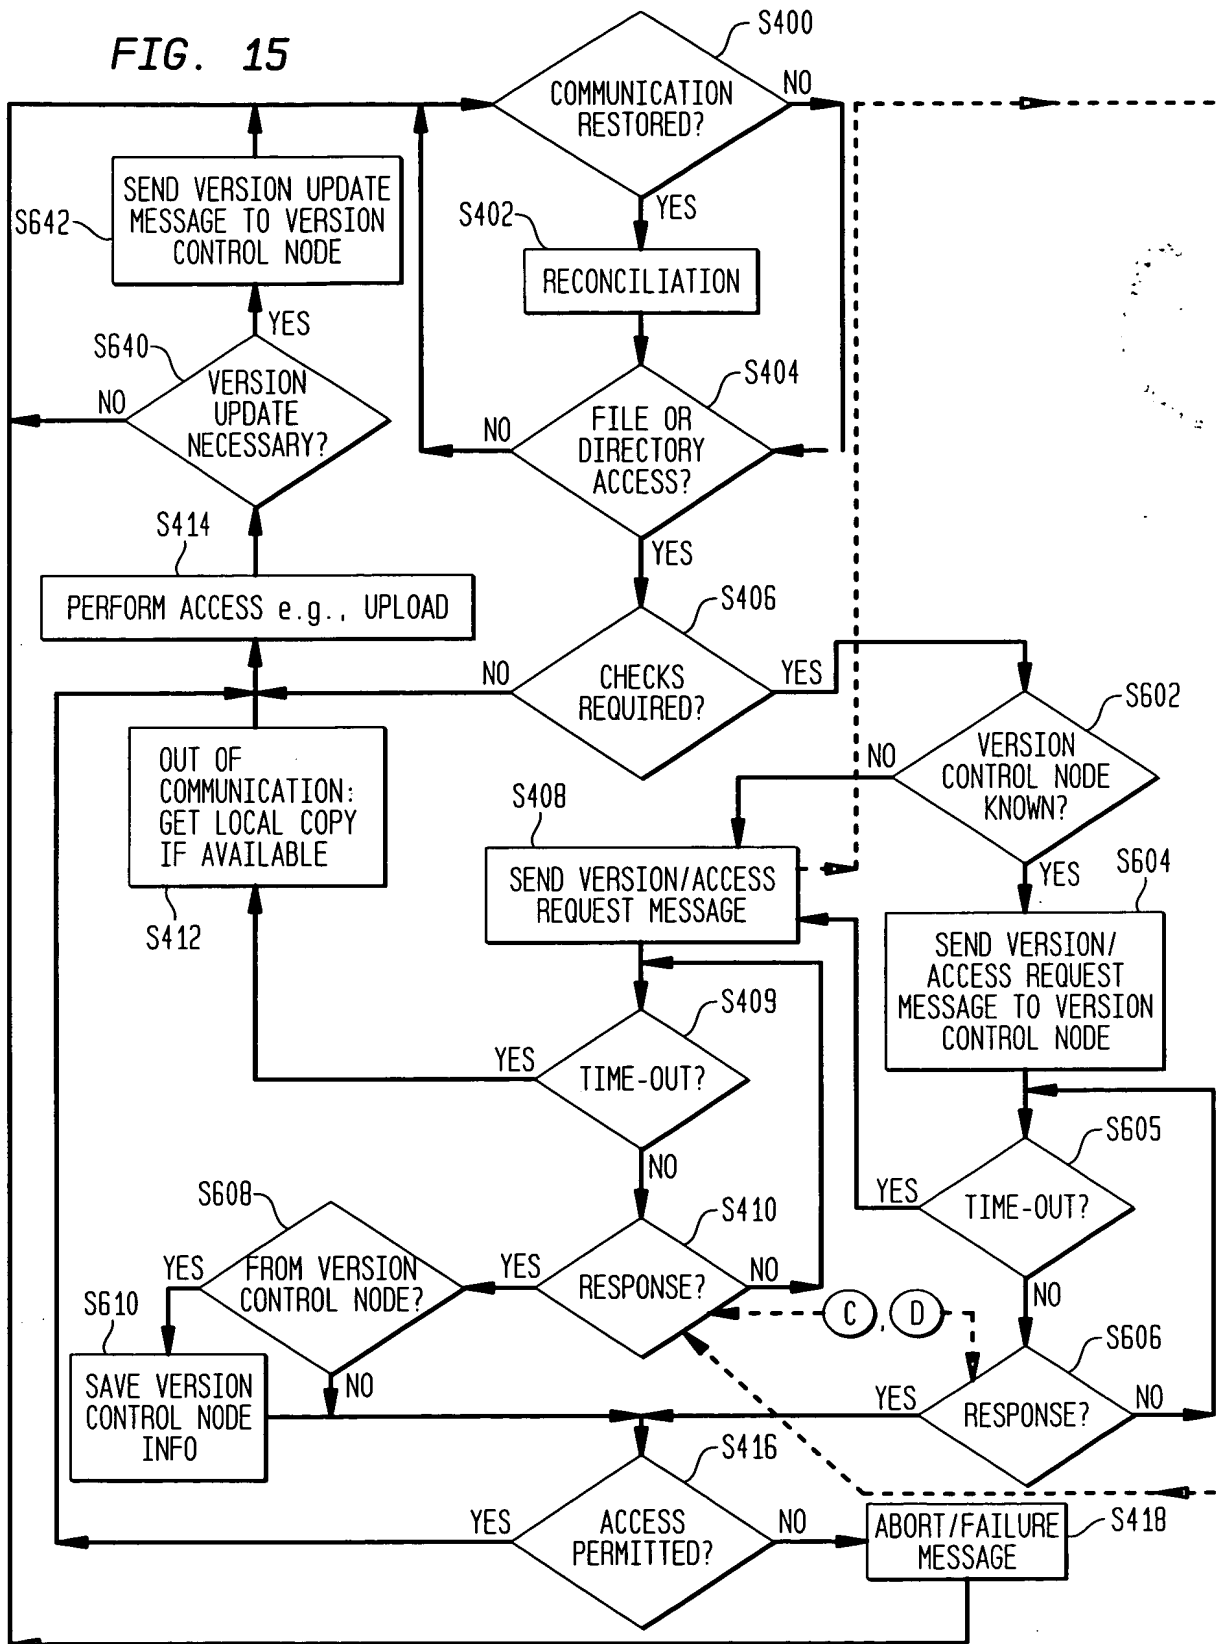 FIG. 15
S400
COMMUNICATION
RESTORED?
NO
YES
S402
RECONCILIATION
S404
FILE OR
DIRECTORY
ACCESS?
NO
YES
S406
CHECKS
REQUIRED?
NO
YES
S642
SEND VERSION UPDATE
MESSAGE TO VERSION
CONTROL NODE
YES
S640
VERSION
UPDATE
NECESSARY?
NO
S414
PERFORM ACCESS e.g., UPLOAD
OUT OF
COMMUNICATION:
GET LOCAL COPY
IF AVAILABLE
S412
S602
VERSION
CONTROL NODE
KNOWN?
NO
YES
S408
SEND VERSION/ACCESS
REQUEST MESSAGE
S604
SEND VERSION/
ACCESS REQUEST
MESSAGE TO VERSION
CONTROL NODE
S409
TIME-OUT?
YES
NO
S605
TIME-OUT?
YES
NO
S410
RESPONSE?
YES
NO
S608
FROM VERSION
CONTROL NODE?
YES
NO
S610
SAVE VERSION
CONTROL NODE
INFO
C, D
S606
RESPONSE?
YES
NO
S416
ACCESS
PERMITTED?
YES
NO
S418
ABORT/FAILURE
MESSAGE